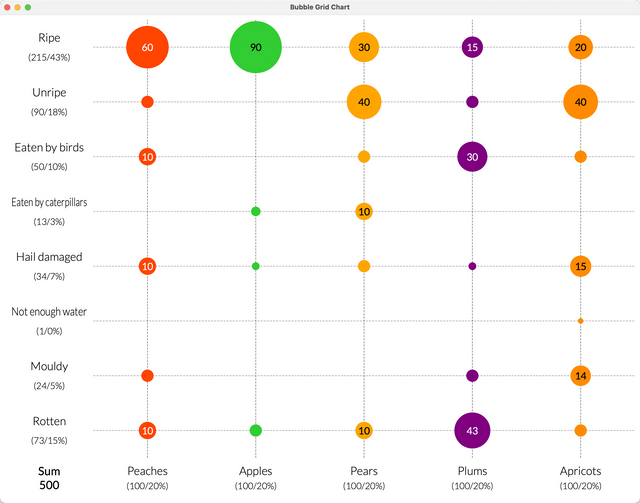 Bubble Grid Chart
Ripe
(215/43%)
60
90
30
15
20
Unripe
(90/18%)
40
40
Eaten by birds
(50/10%)
10
30
Eaten by caterpillars
(13/3%)
10
Hail damaged
(34/7%)
10
15
Not enough water
(1/0%)
Mouldy
(24/5%)
14
Rotten
(73/15%)
10
10
43
Sum
500
Peaches
(100/20%)
Apples
(100/20%)
Pears
(100/20%)
Plums
(100/20%)
Apricots
(100/20%)